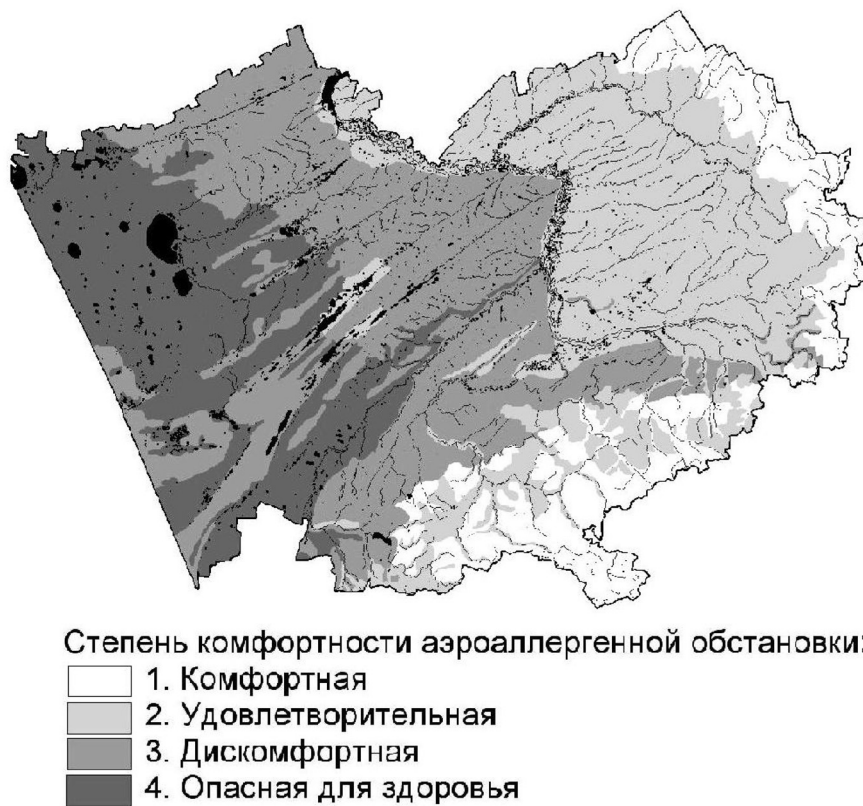 Степень комфортности аэроаллергенной обстановки:
1. Комфортная
2. Удовлетворительная
3. Дискомфортная
4. Опасная для здоровья